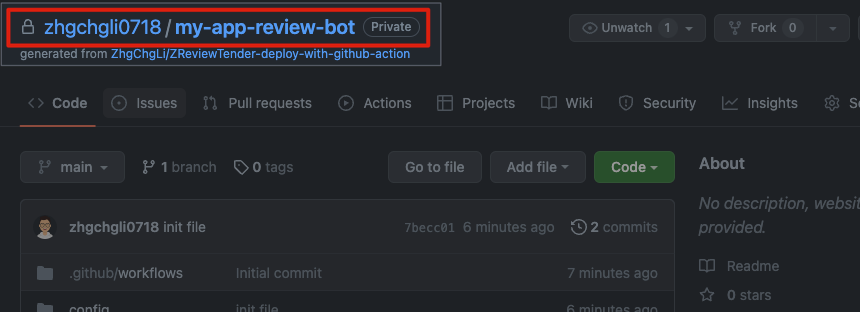 zhgchgli0718 / my-app-review-bot Private Unwatch 1 Fork 0
generated from ZhgChgLi/ZReviewTender-deploy-with-github-action
Code Issues Pull requests Actions Projects Wiki Security Insights
main 1 branch 0 tags Go to file Add file Code
About
No description, websi
provided.
zhgchgli0718 init file 7becc01 6 minutes ago 2 commits
.github/workflows Initial commit 7 minutes ago
Readme
config init file 6 minutes ago
0 stars